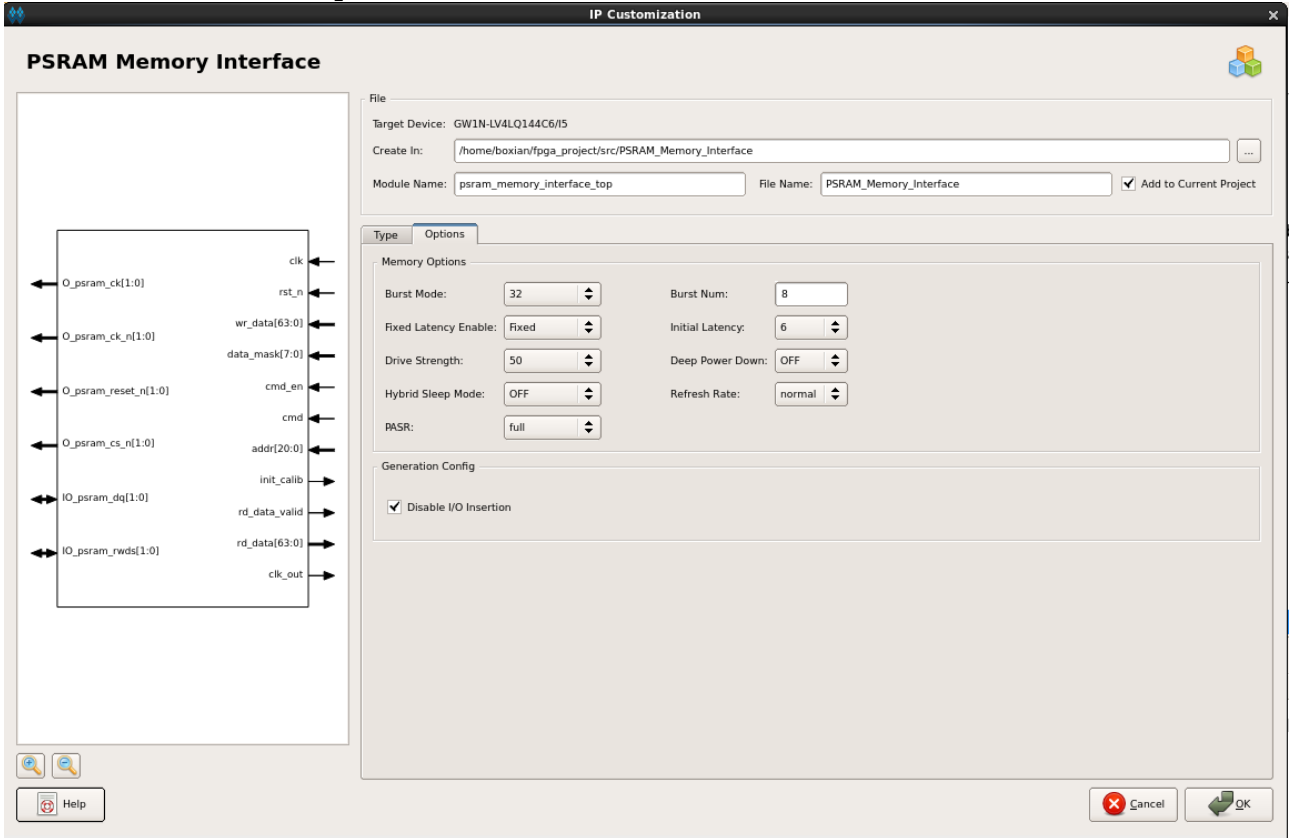 IP Customization
PSRAM Memory Interface
File
Target Device: GW1N-LV4LQ144C6/I5
Create In: /home/boxian/fpga_project/src/PSRAM_Memory_Interface ...
Module Name: psram_memory_interface_top File Name: PSRAM_Memory_Interface Add to Current Project
Type Options
Memory Options
Burst Mode: 32 Burst Num: 8
Fixed Latency Enable: Fixed Initial Latency: 6
Drive Strength: 50 Deep Power Down: OFF
Hybrid Sleep Mode: OFF Refresh Rate: normal
PASR: full
Generation Config
Disable I/O Insertion
O_psram_ck[1:0]
O_psram_ck_n[1:0]
O_psram_reset_n[1:0]
O_psram_cs_n[1:0]
IO_psram_dq[1:0]
IO_psram_rwds[1:0]
clk
rst_n
wr_data[63:0]
data_mask[7:0]
cmd_en
cmd
addr[20:0]
init_calib
rd_data_valid
rd_data[63:0]
clk_out
Help
Cancel
OK